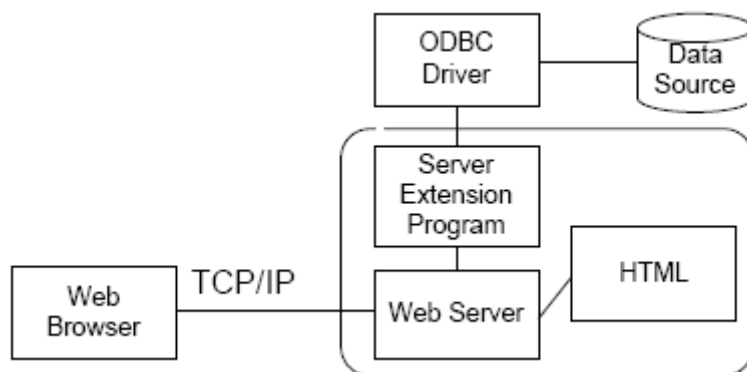 ODBC
Driver
Data
Source
Server
Extension
Program
HTML
TCP/IP
Web
Browser
Web Server